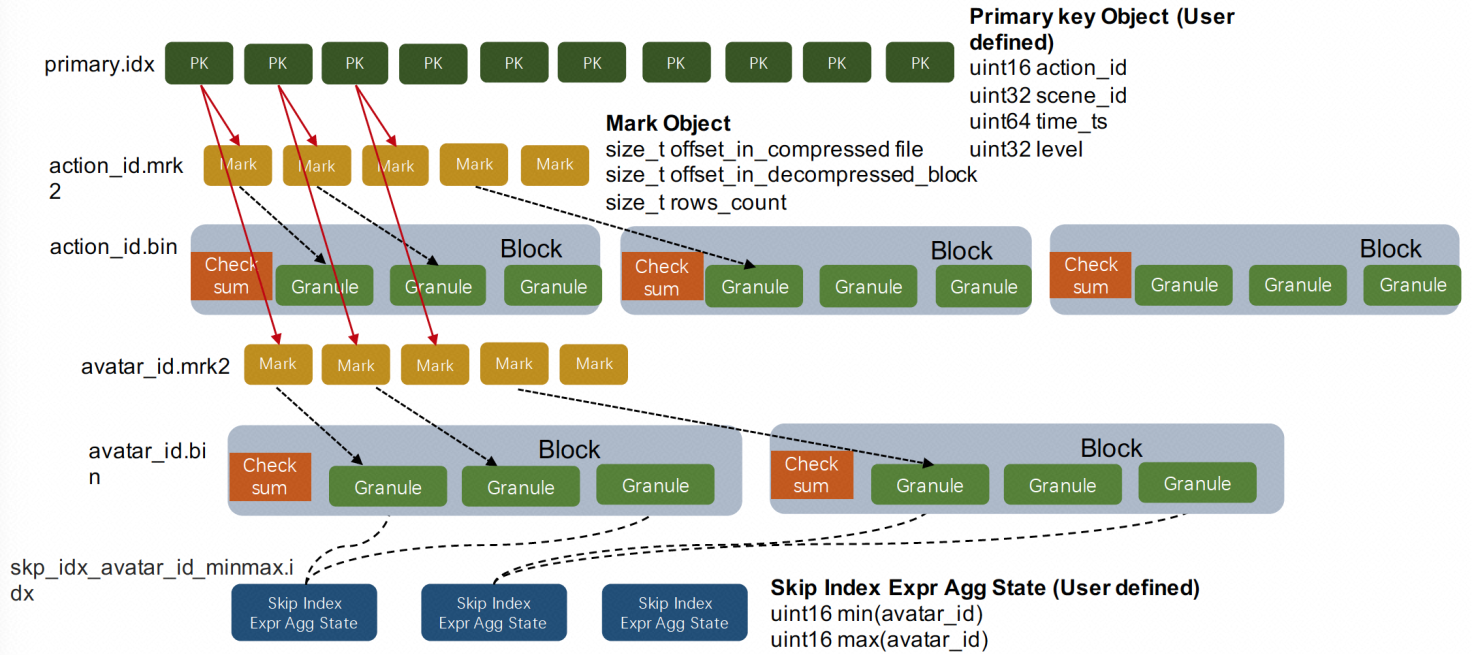 Primary key Object (User
defined)
uint16 action_id
uint32 scene_id
uint64 time_ts
uint32 level
primary.idx
PK PK PK PK PK PK PK PK PK PK
Mark Object
size_t offset_in_compressed file
size_t offset_in_decompressed_block
size_t rows_count
action_id.mrk
2
Mark Mark Mark Mark Mark
action_id.bin
Block Block Block
Check
sum
Granule Granule Granule
Check
sum
Granule Granule Granule
Check
sum
Granule Granule Granule
avatar_id.mrk2
Mark Mark Mark Mark Mark
avatar_id.bi
n
Block Block
Check
sum
Granule Granule Granule
Check
sum
Granule Granule Granule
skp_idx_avatar_id_minmax.i
dx
Skip Index
Expr Agg State
Skip Index
Expr Agg State
Skip Index
Expr Agg State
Skip Index Expr Agg State (User defined)
uint16 min(avatar_id)
uint16 max(avatar_id)